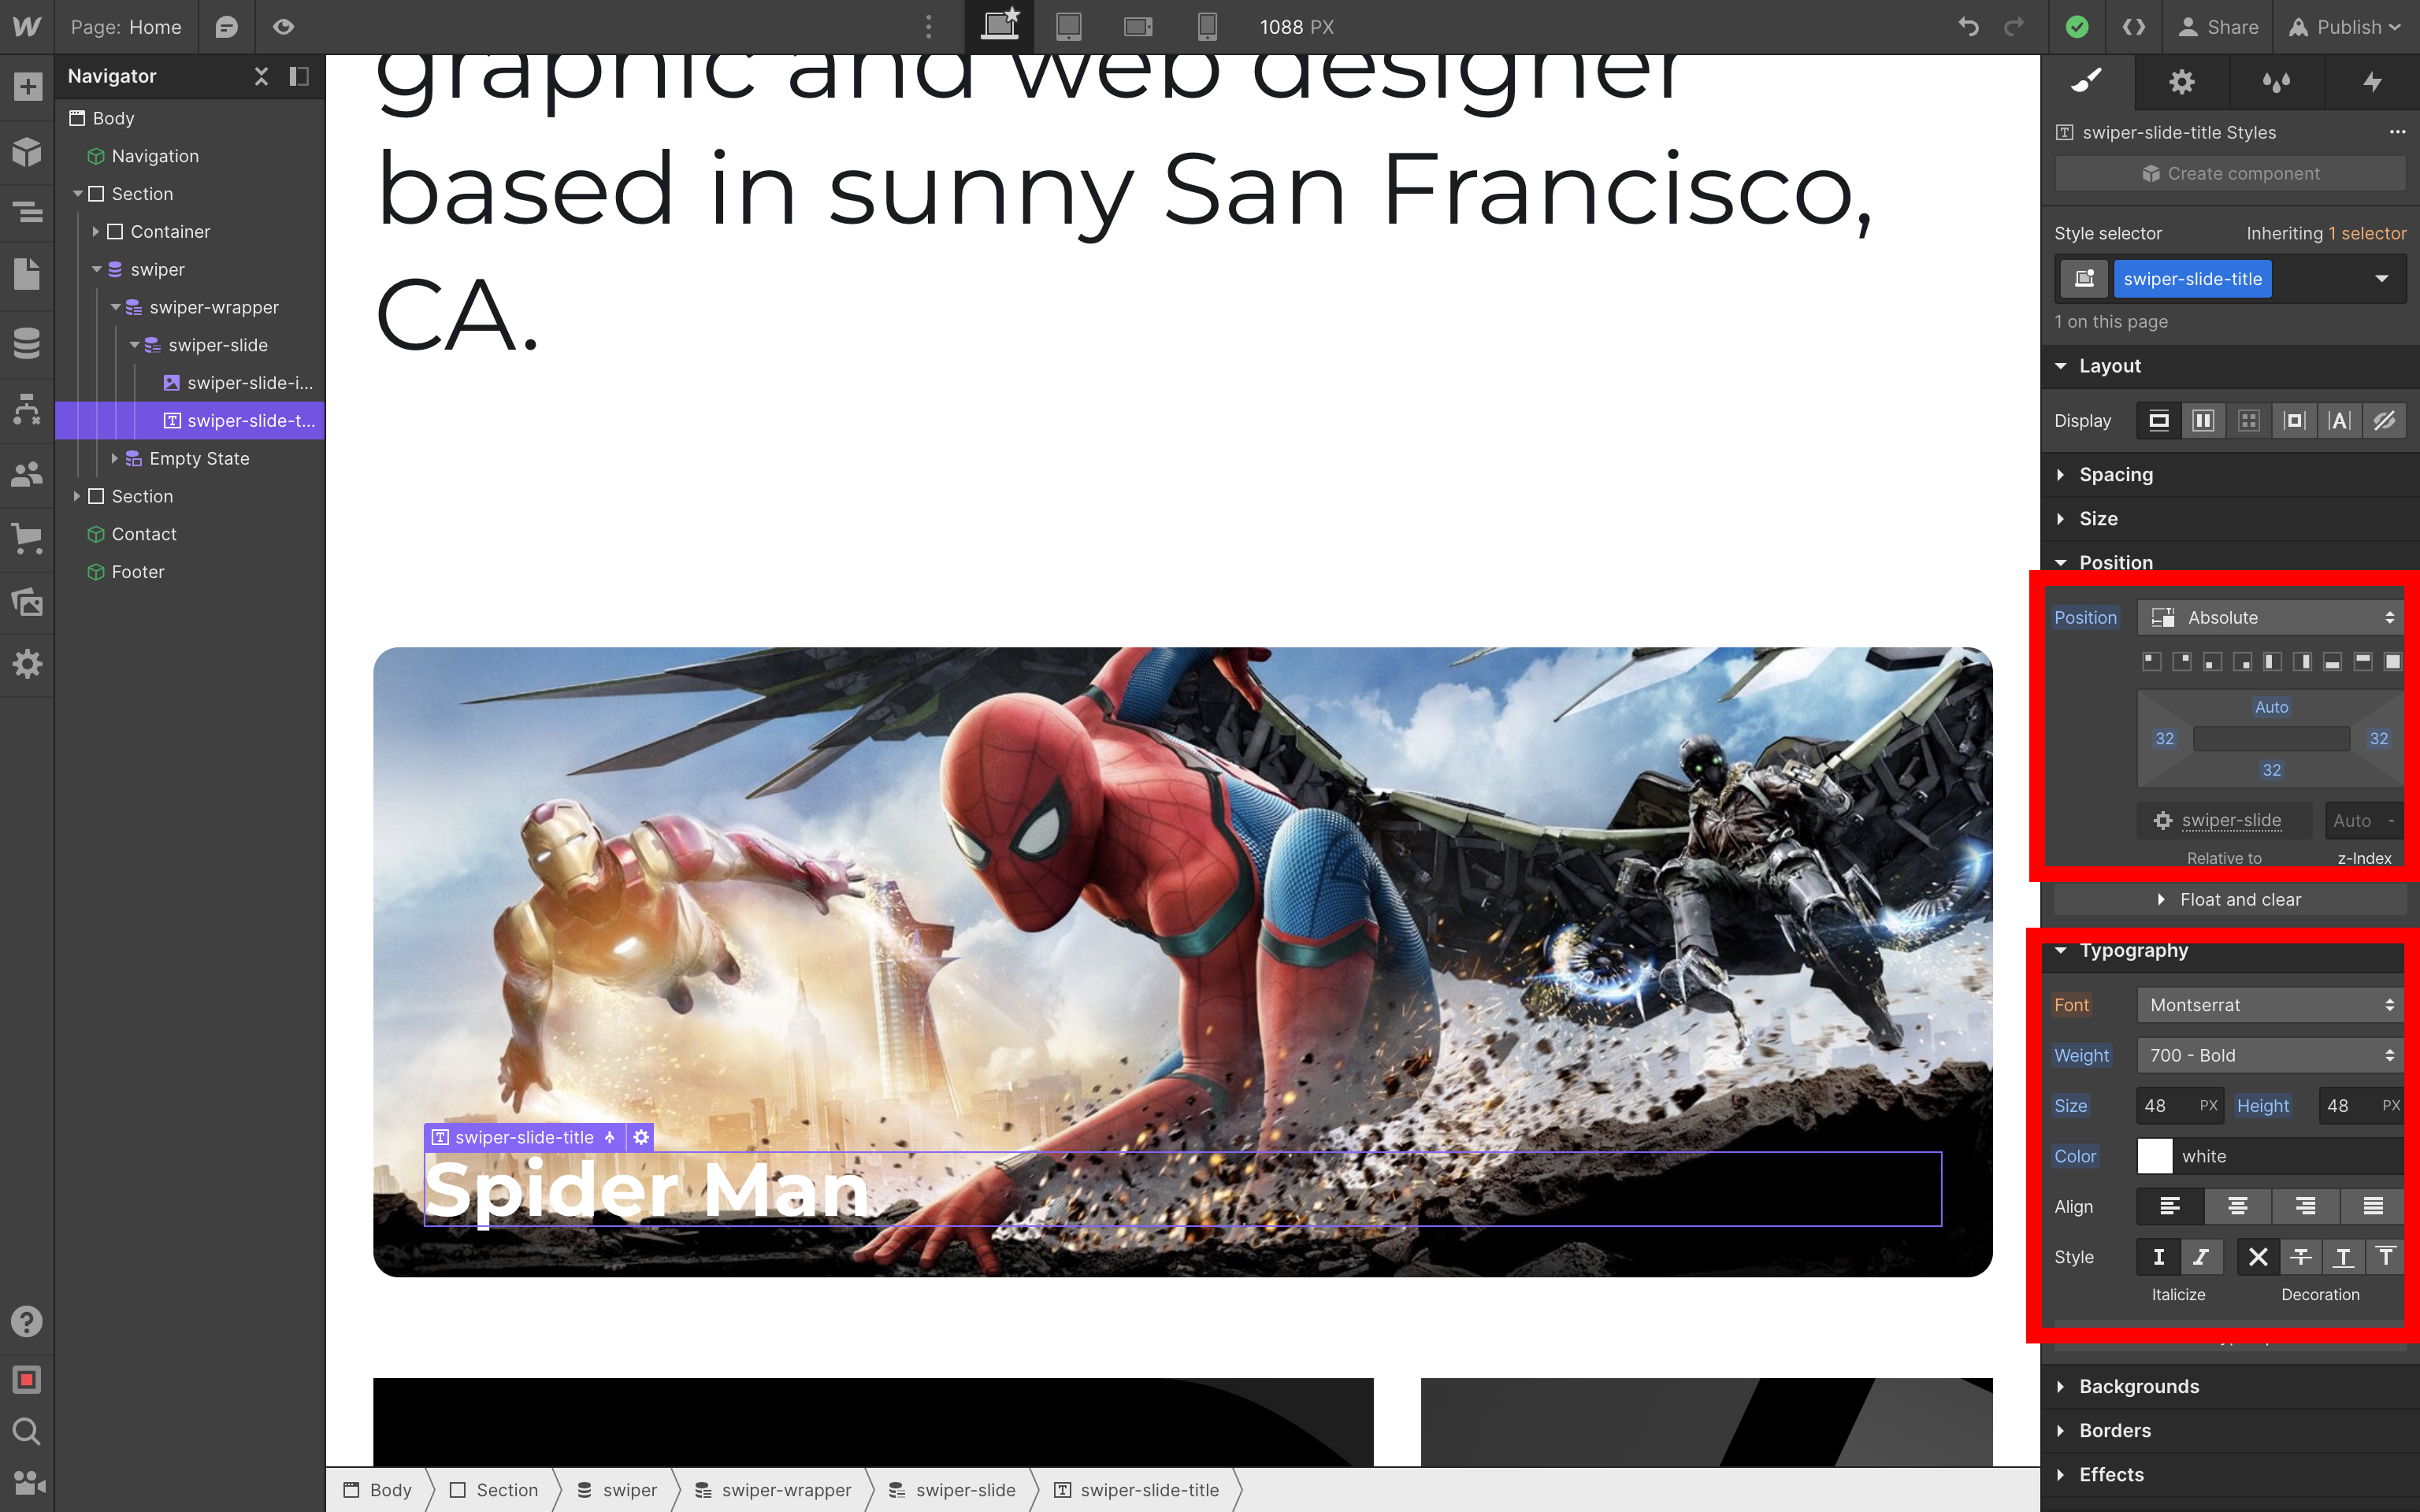 Page: Home
1088 PX
Share
Publish
Navigator
Body
Navigation
Section
Container
swiper
swiper-wrapper
swiper-slide
swiper-slide-i...
swiper-slide-t...
Empty State
Section
Contact
Footer
graphic and web designer
based in sunny San Francisco,
CA.
swiper-slide-title
Spider Man
Body
Section
swiper
swiper-wrapper
swiper-slide
swiper-slide-title
swiper-slide-title Styles
Create component
Style selector
Inheriting 1 selector
swiper-slide-title
1 on this page
Layout
Display
Spacing
Size
Position
Position Absolute
Auto
32 32
32
swiper-slide Auto -
Relative to z-Index
Float and clear
Typography
Font Montserrat
Weight 700 - Bold
Size 48 PX Height 48 PX
Color white
Align
Style
Italicize Decoration
Backgrounds
Borders
Effects